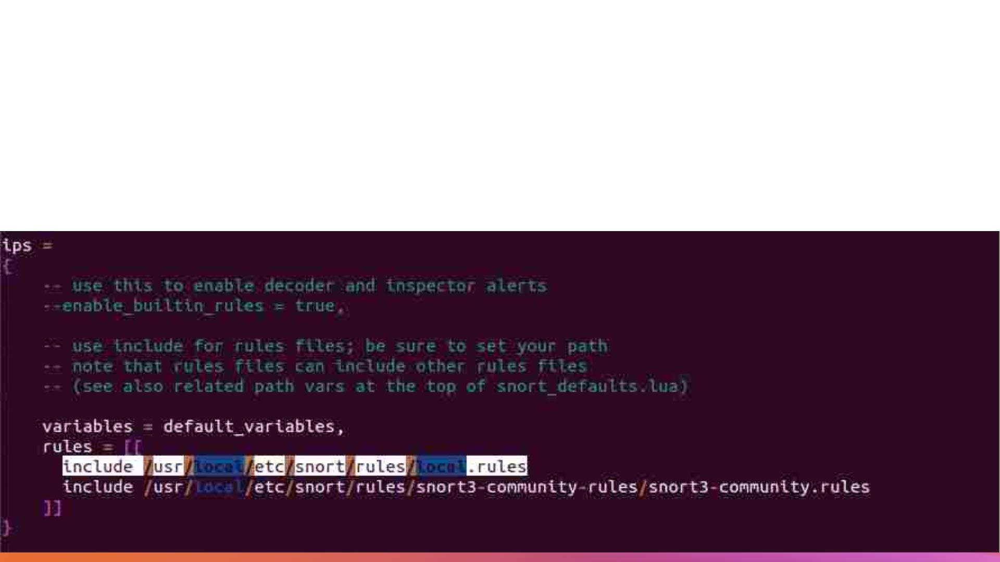 ips =
{
-- use this to enable decoder and inspector alerts
--enable_builtin_rules = true,
-- use include for rules files; be sure to set your path
-- note that rules files can include other rules files
-- (see also related path vars at the top of snort_defaults.lua)
variables = default_variables,
rules = [[
include /usr/local/etc/snort/rules/local.rules
include /usr/local/etc/snort/rules/snort3-community-rules/snort3-community.rules
]]
}